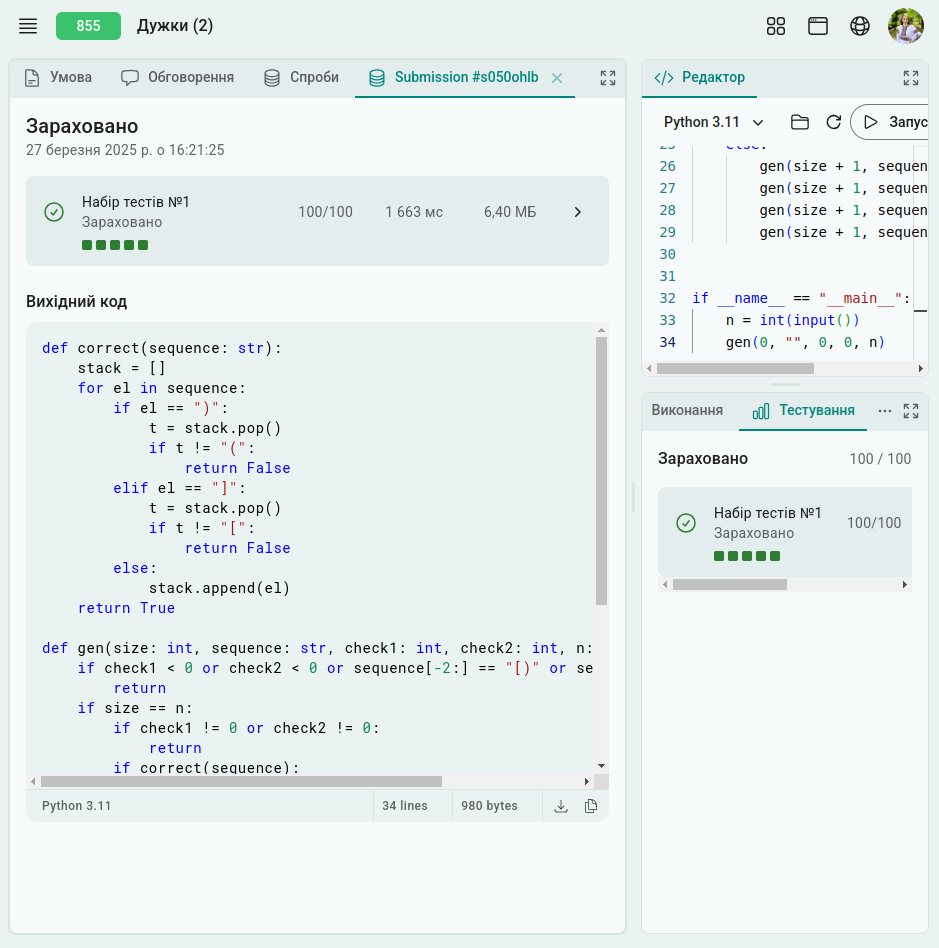 855
Дужки (2)
Умова
Обговорення
Спроби
Submission #s050ohlb
Зараховано
27 березня 2025 р. о 16:21:25
Набір тестів №1
100/100
1 663 мс
6,40 МБ
Зараховано
Вихідний код
def correct(sequence: str):
    stack = []
    for el in sequence:
        if el == ")":
            t = stack.pop()
            if t != "(":
                return False
        elif el == "]":
            t = stack.pop()
            if t != "[":
                return False
        else:
            stack.append(el)
    return True
def gen(size: int, sequence: str, check1: int, check2: int, n:
    if check1 < 0 or check2 < 0 or sequence[-2:] == "[)" or se
        return
    if size == n:
        if check1 != 0 or check2 != 0:
            return
        if correct(sequence):
Python 3.11
34 lines
980 bytes
Редактор
Python 3.11
Запус
25 else:
26 gen(size + 1, sequen
27 gen(size + 1, sequen
28 gen(size + 1, sequen
29 gen(size + 1, sequen
30
31
32 if __name__ == "__main__":
33     n = int(input())
34     gen(0, "", 0, 0, n)
Виконання
Тестування
Зараховано
100 / 100
Набір тестів №1
100/100
Зараховано